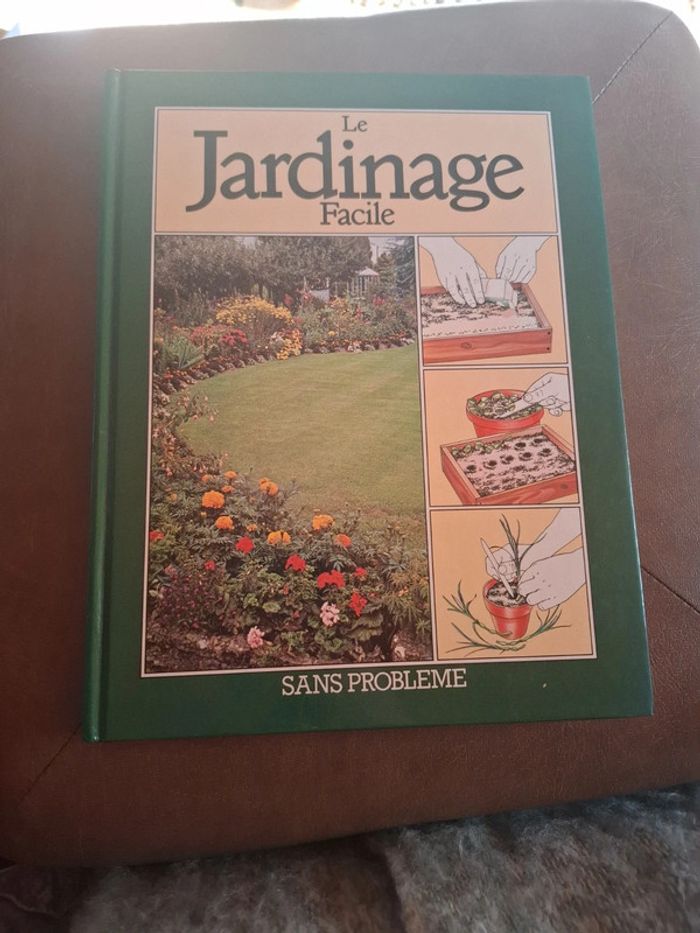 Le
Jardinage
Facile
SANS PROBLEME